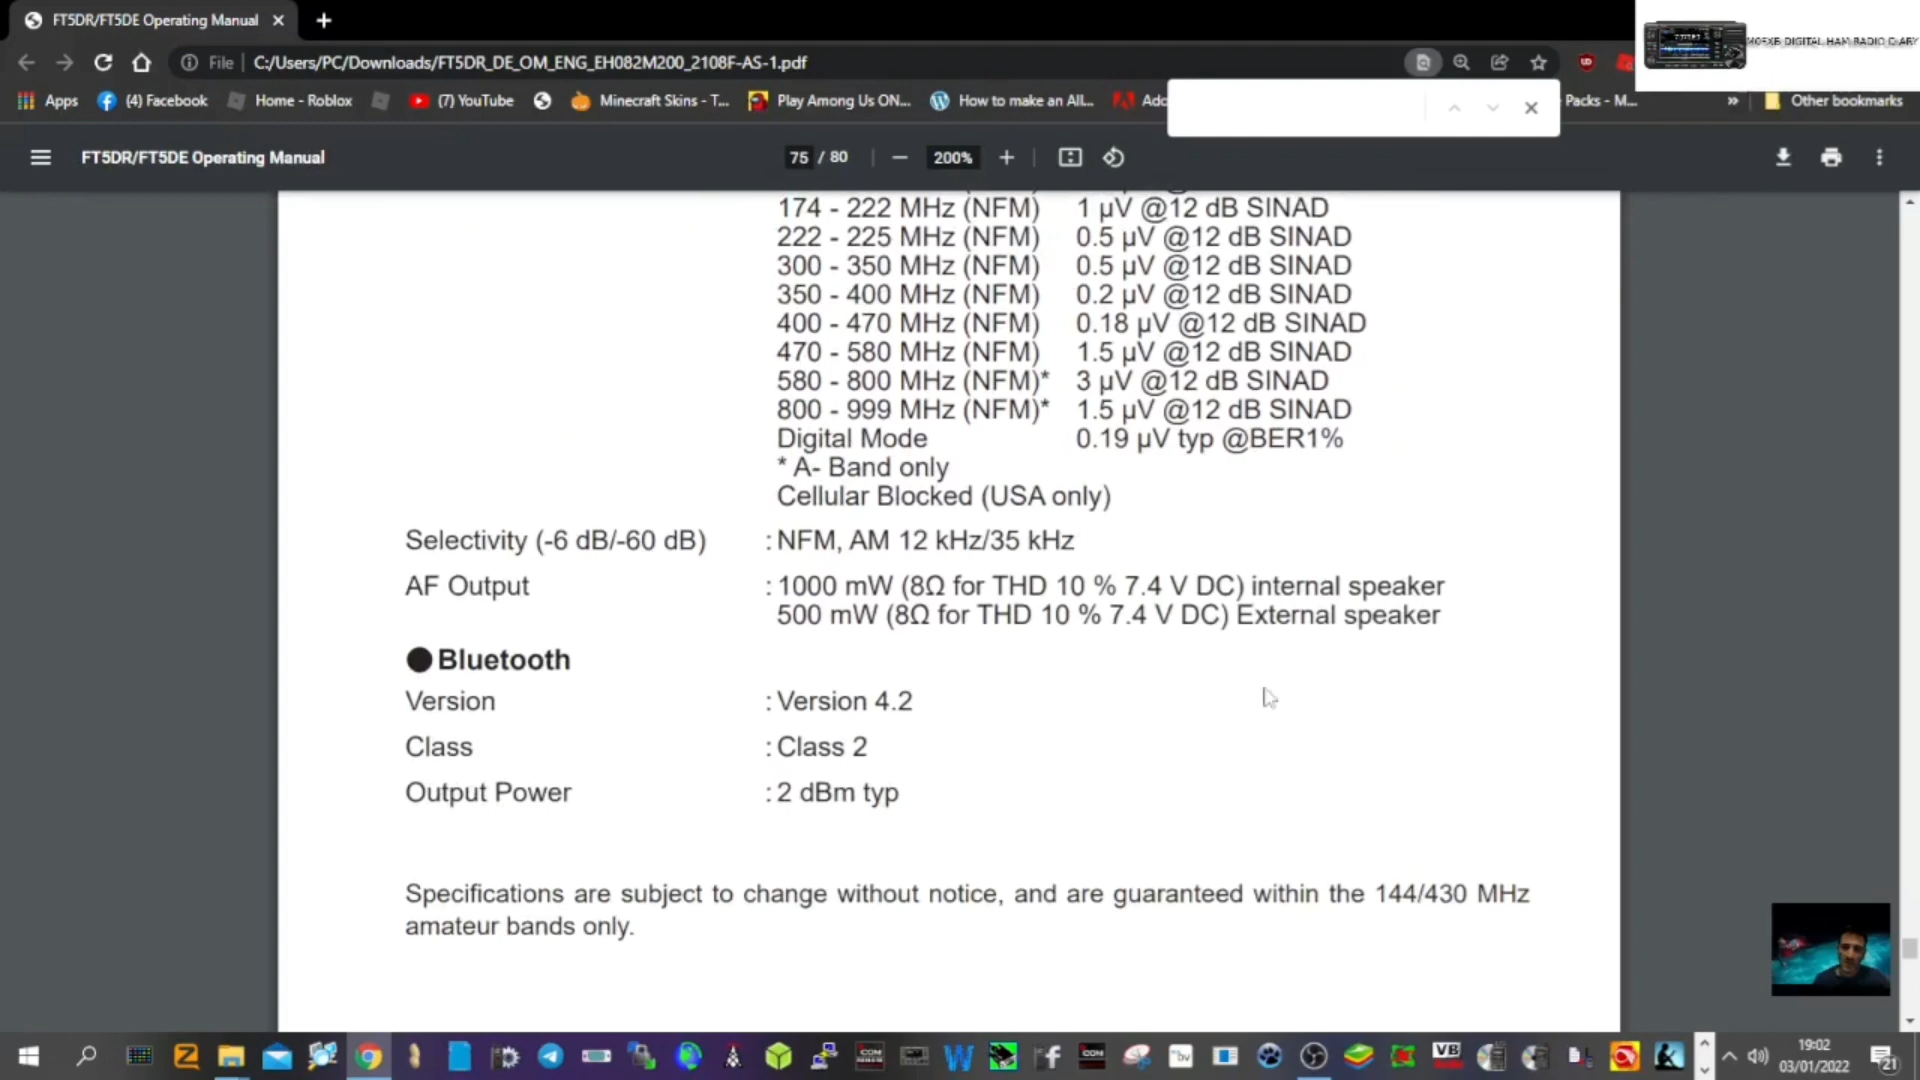 FT5DR/FT5DE Operating Manual
M0FXB DIGITAL HAM RADIO DIARY
File C:/Users/PC/Downloads/FT5DR_DE_OM_ENG_EH082M200_2108F-AS-1.pdf
Apps (4) Facebook Home - Roblox (7) YouTube Minecraft Skins - T... Play Among Us ON... How to make an All... Ado Packs - M... » Other bookmarks
FT5DR/FT5DE Operating Manual 75 / 80 200%
174 - 222 MHz (NFM) 1 µV @12 dB SINAD
222 - 225 MHz (NFM) 0.5 µV @12 dB SINAD
300 - 350 MHz (NFM) 0.5 µV @12 dB SINAD
350 - 400 MHz (NFM) 0.2 µV @12 dB SINAD
400 - 470 MHz (NFM) 0.18 µV @12 dB SINAD
470 - 580 MHz (NFM) 1.5 µV @12 dB SINAD
580 - 800 MHz (NFM)* 3 µV @12 dB SINAD
800 - 999 MHz (NFM)* 1.5 µV @12 dB SINAD
Digital Mode 0.19 µV typ @BER1%
* A- Band only
Cellular Blocked (USA only)
Selectivity (-6 dB/-60 dB) : NFM, AM 12 kHz/35 kHz
AF Output : 1000 mW (8Ω for THD 10 % 7.4 V DC) internal speaker
500 mW (8Ω for THD 10 % 7.4 V DC) External speaker
● Bluetooth
Version : Version 4.2
Class : Class 2
Output Power : 2 dBm typ
Specifications are subject to change without notice, and are guaranteed within the 144/430 MHz
amateur bands only.
19:02
03/01/2022
21